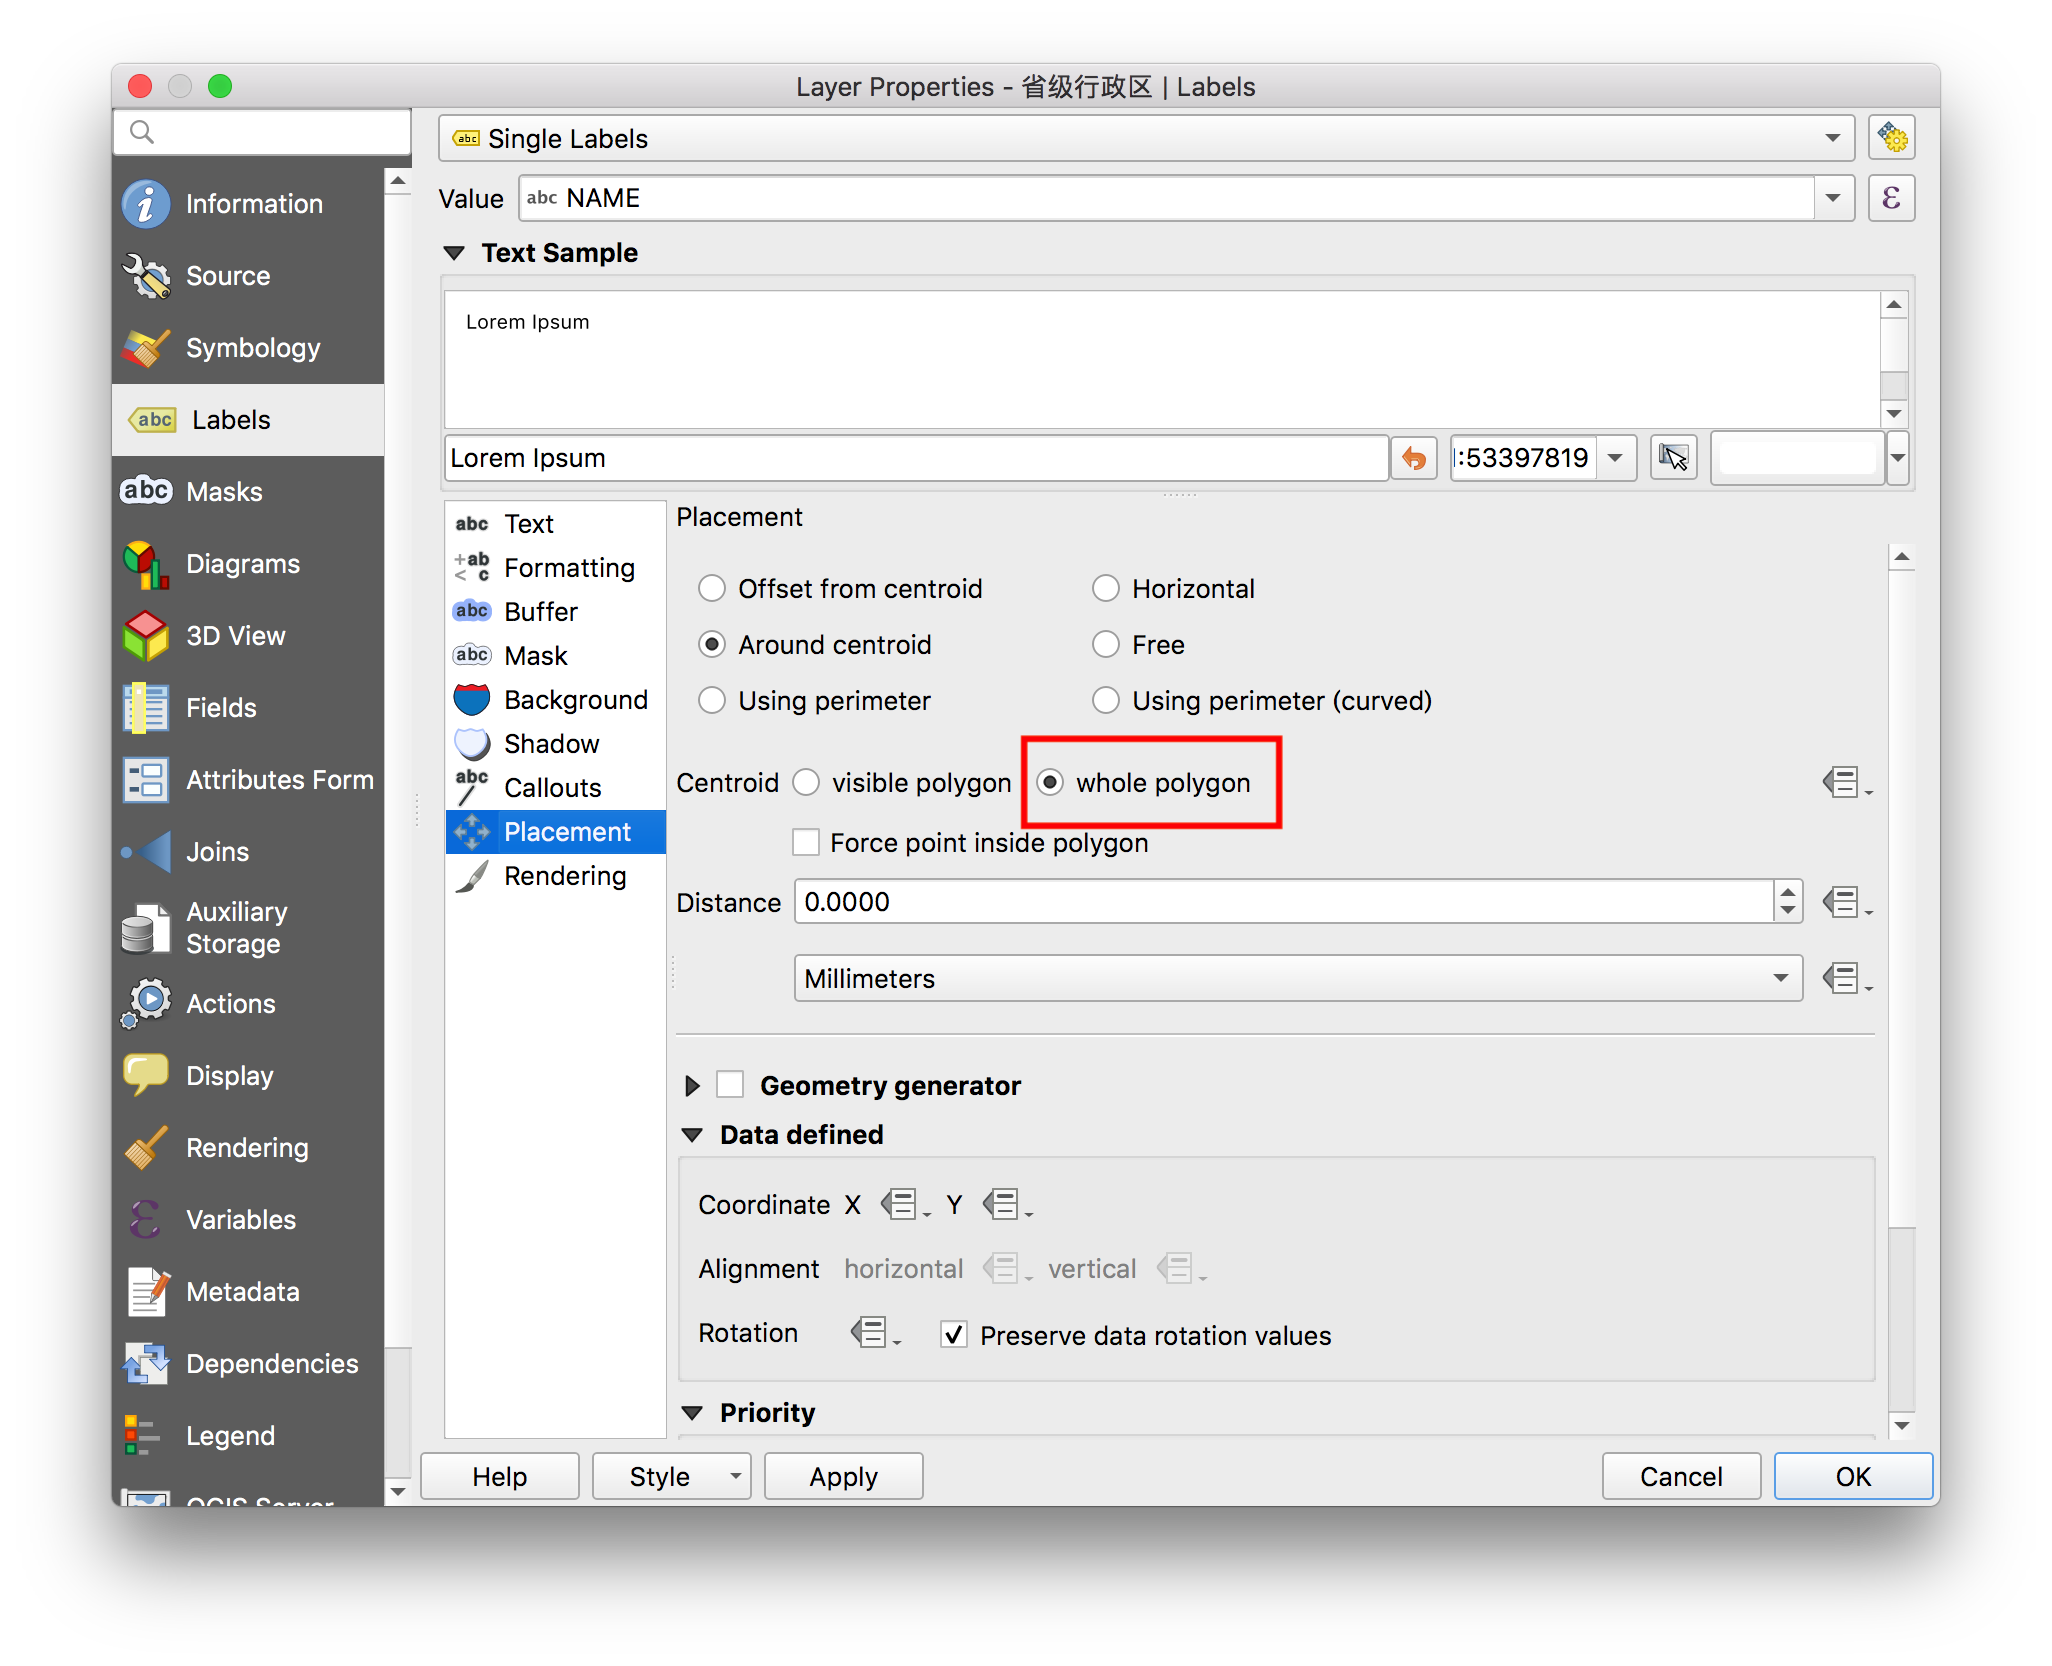 Layer Properties - 省级行政区 | Labels
Single Labels
Value abc NAME
Text Sample
Lorem Ipsum
Lorem Ipsum
:53397819
Information
Source
Symbology
abc Labels
abc Masks
Diagrams
3D View
Fields
Attributes Form
Joins
Auxiliary
Storage
Actions
Display
Rendering
Variables
Metadata
Dependencies
Legend
QGIS Server
abc Text
+ab
< c Formatting
abc Buffer
abc Mask
Background
Shadow
abc Callouts
Placement
Rendering
Placement
Offset from centroid Horizontal
Around centroid Free
Using perimeter Using perimeter (curved)
Centroid visible polygon whole polygon
Force point inside polygon
Distance 0.0000
Millimeters
Geometry generator
Data defined
Coordinate X Y
Alignment horizontal vertical
Rotation Preserve data rotation values
Priority
Help Style Apply Cancel OK